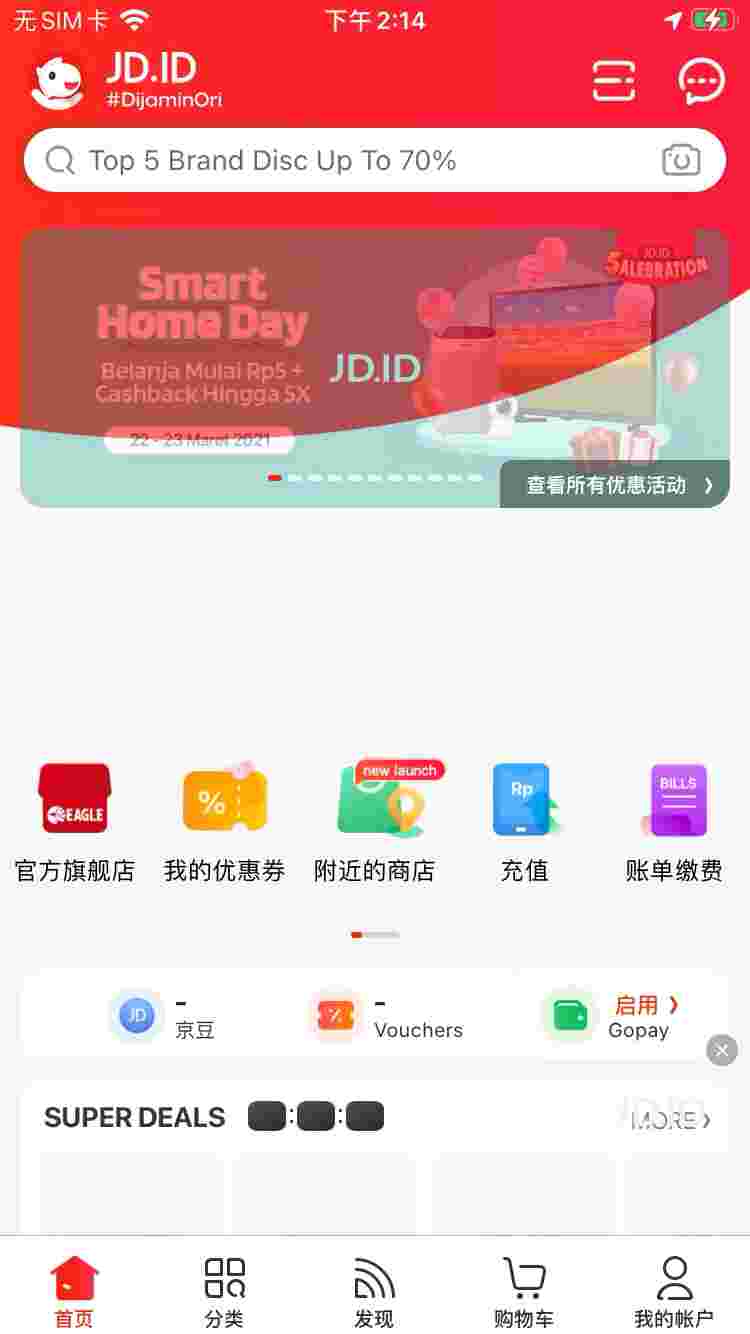 无SIM卡
下午2:14
JD.ID
#DijaminOri
Top 5 Brand Disc Up To 70%
JD.ID
5ALEBRATION
Smart
Home Day
Belanja Mulai Rp5 +
Cashback Hingga 5X
JD.ID
22 - 23 Maret 2021
查看所有优惠活动 》
EAGLE
%
new launch
Rp
BILLS
官方旗舰店
我的优惠券
附近的商店
充值
账单缴费
JD
-
京豆
%
-
Vouchers
启用 》
Gopay
SUPER DEALS
: :
JD.ID
MORE ›
首页
分类
发现
购物车
我的帐户